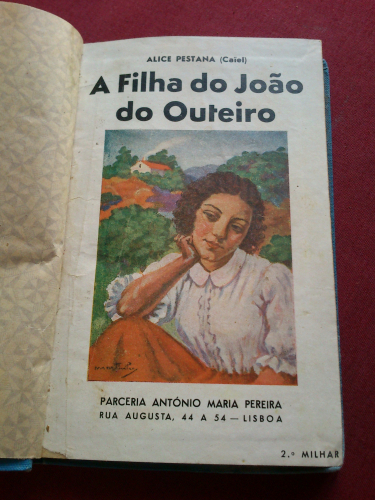 ALICE PESTANA (Caïel)
A Filha do João
do Outeiro
PARCERIA ANTÓNIO MARIA PEREIRA
RUA AUGUSTA, 44 A 54 — LISBOA
2.º MILHAR